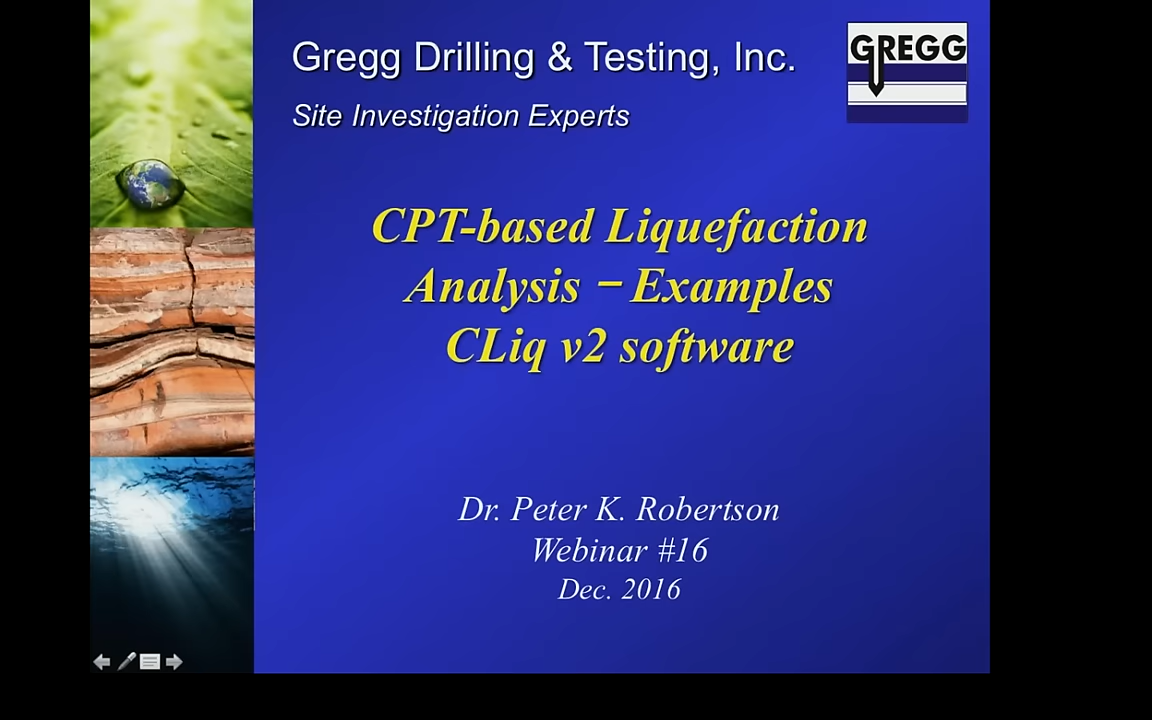 Gregg Drilling & Testing, Inc.
GREGG
Site Investigation Experts
CPT-based Liquefaction
Analysis – Examples
CLiq v2 software
Dr. Peter K. Robertson
Webinar #16
Dec. 2016